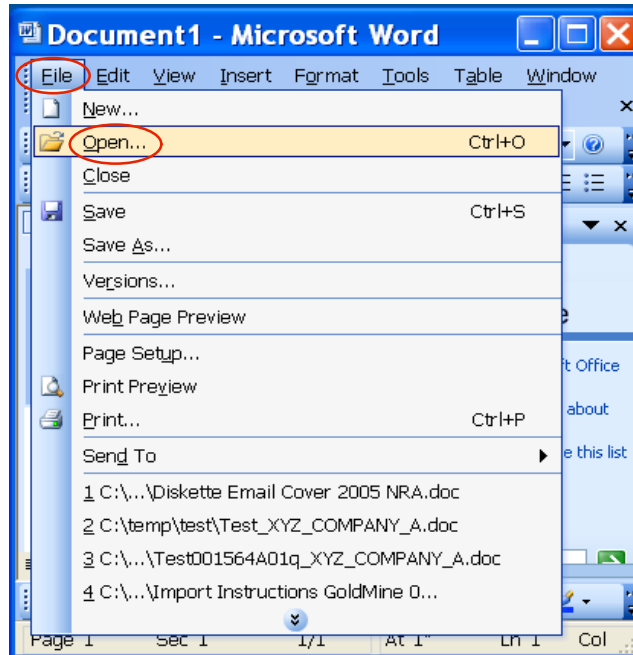 Document1 - Microsoft Word
File Edit View Insert Format Tools Table Window
New...
Open... Ctrl+O
Close
Save Ctrl+S
Save As...
Versions...
Web Page Preview
Page Setup...
ft Office
Print Preview
about
Print... Ctrl+P
Send To
e this list
1 C:\...\Diskette Email Cover 2005 NRA.doc
2 C:\temp\test\Test_XYZ_COMPANY_A.doc
3 C:\...\Test001564A01q_XYZ_COMPANY_A.doc
4 C:\...\Import Instructions GoldMine 0...
Page 1 Sec 1 1/1 At 1" Ln 1 Col